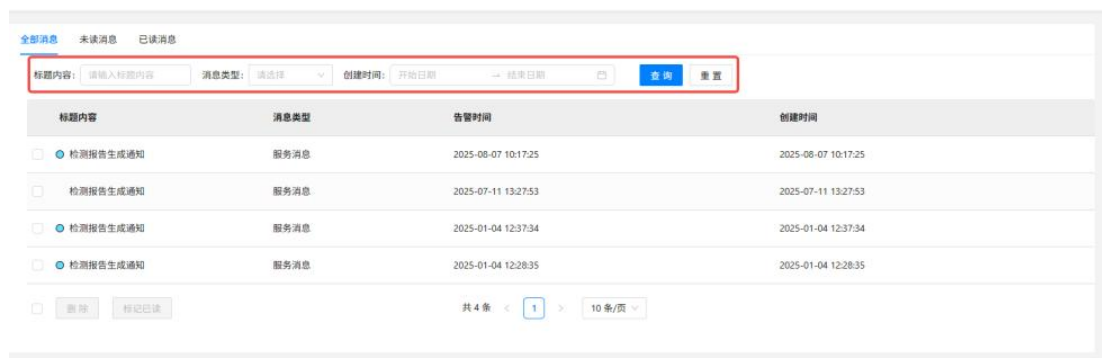 全部消息 未读消息 已读消息
标题内容: 请输入标题内容 消息类型: 请选择 创建时间: 开始日期 → 结束日期 查询 重置
标题内容 消息类型 告警时间 创建时间
检测报告生成通知 服务消息 2025-08-07 10:17:25 2025-08-07 10:17:25
检测报告生成通知 服务消息 2025-07-11 13:27:53 2025-07-11 13:27:53
检测报告生成通知 服务消息 2025-01-04 12:37:34 2025-01-04 12:37:34
检测报告生成通知 服务消息 2025-01-04 12:28:35 2025-01-04 12:28:35
删除 标记已读 共 4 条 < 1 > 10 条/页